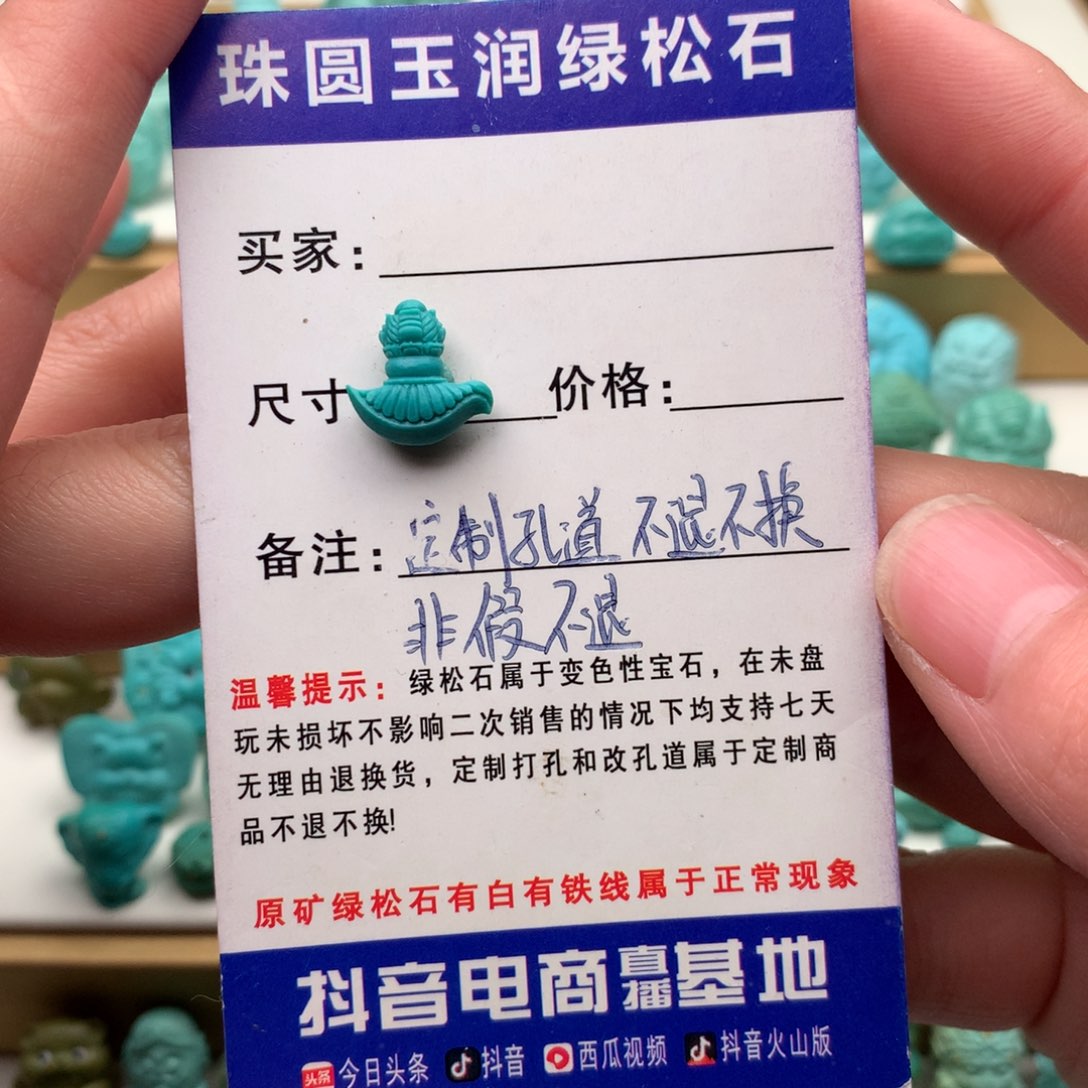 珠圆玉润绿松石
买家:
尺寸
价格:
备注: 定制孔道 不退不换
非假不退
温馨提示: 绿松石属于变色性宝石,在未盘
玩未损坏不影响二次销售的情况下均支持七天
无理由退换货,定制打孔和改孔道属于定制商
品不退不换!
原矿绿松石有白有铁线属于正常现象
抖音电商直播基地
头条 今日头条 抖音 西瓜视频 抖音火山版